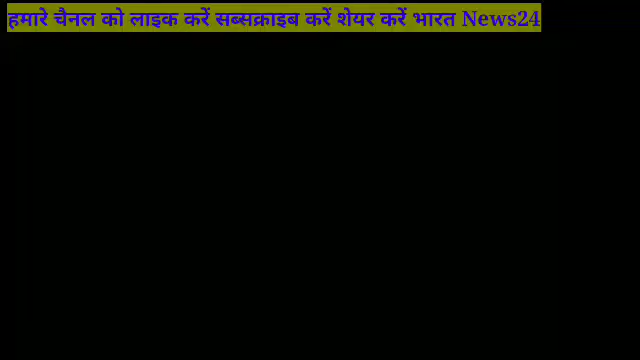 हमारे चैनल को लाइक करें सब्सक्राइब करें शेयर करें भारत News24